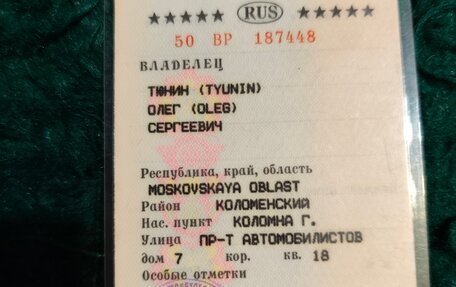 ★★★★★ RUS ★★★★★
50 ВР 187448
ВЛАДЕЛЕЦ
ТЮНИН (TYUNIN)
ОЛЕГ (OLEG)
СЕРГЕЕВИЧ
Республика, край, область
MOSKOVSKAYA OBLAST
Район КОЛОМЕНСКИЙ
Нас. пункт КОЛОМНА Г.
Улица ПР-Т АВТОМОБИЛИСТОВ
дом 7 кор. кв. 18
Особые отметки